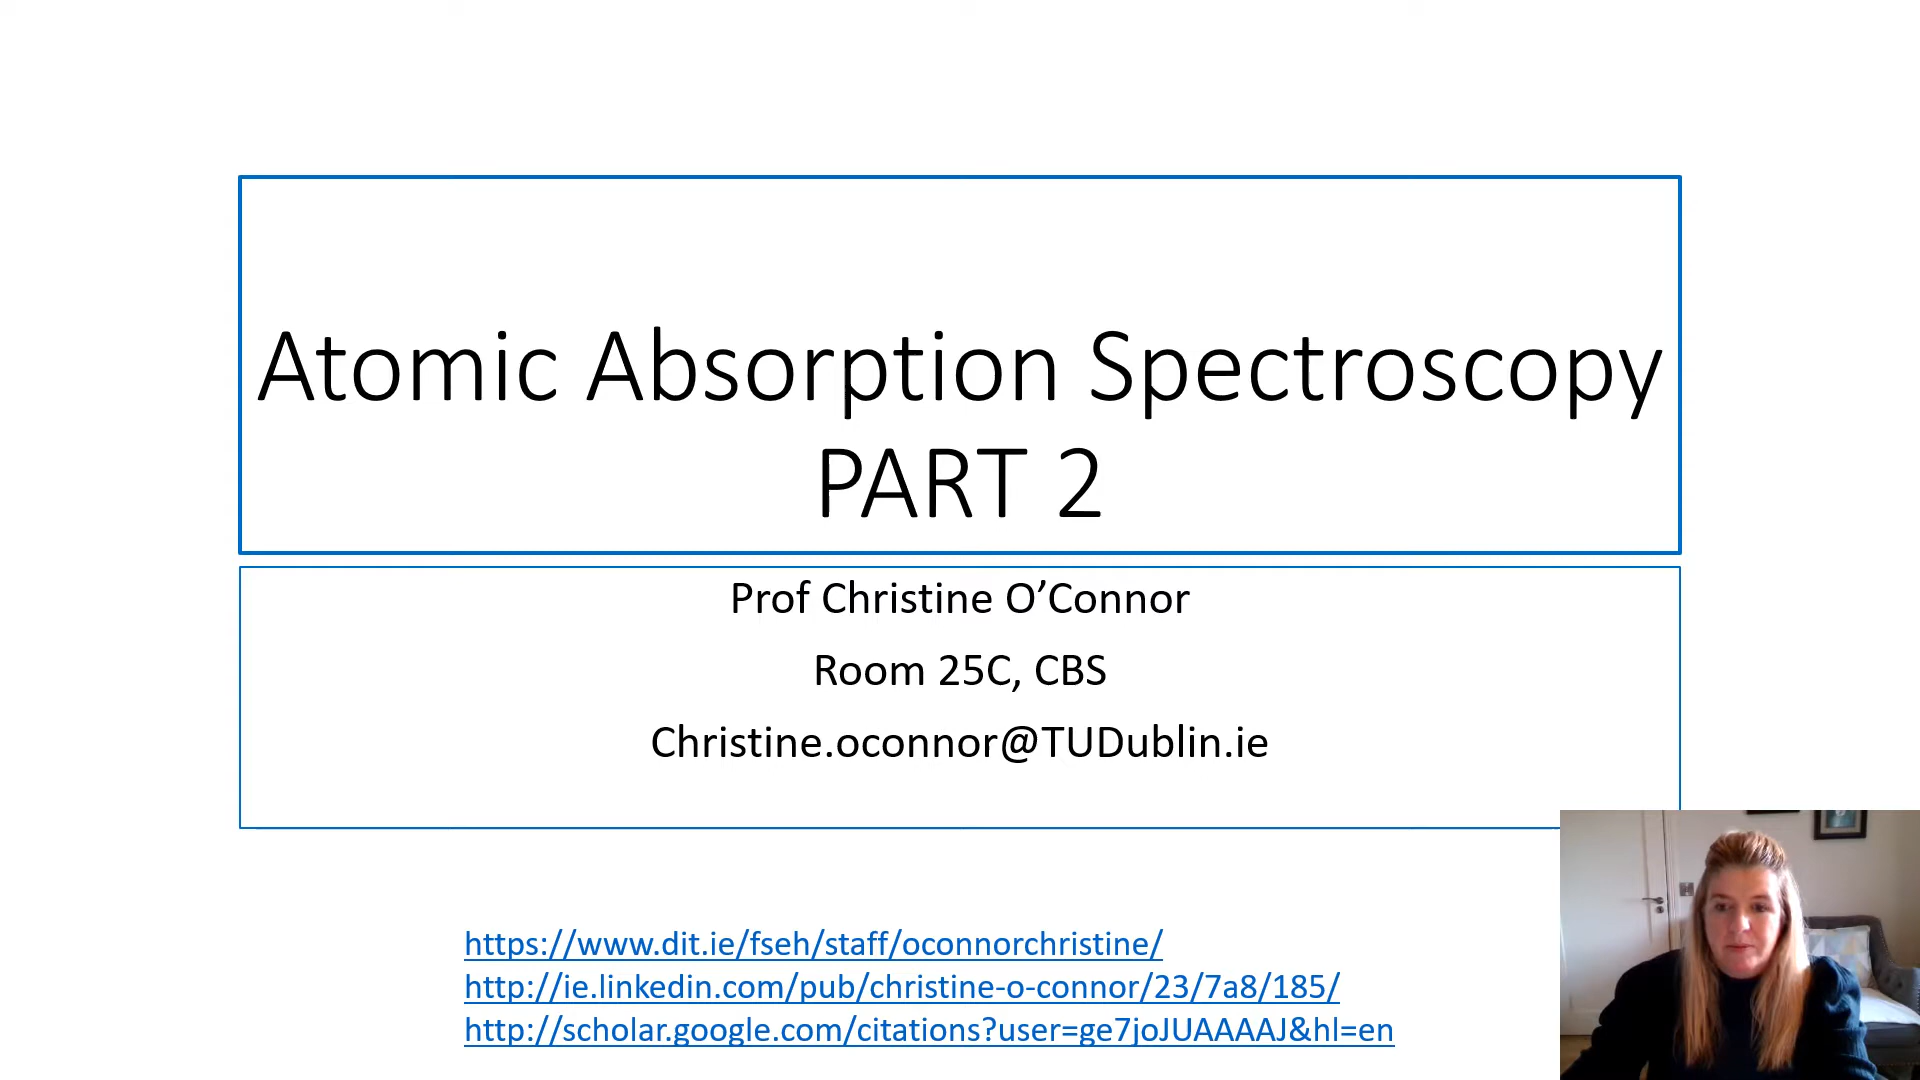 Atomic Absorption Spectroscopy
PART 2
Prof Christine O’Connor
Room 25C, CBS
Christine.oconnor@TUDublin.ie
https://www.dit.ie/fseh/staff/oconnorchristine/
http://ie.linkedin.com/pub/christine-o-connor/23/7a8/185/
http://scholar.google.com/citations?user=ge7joJUAAAAJ&hl=en